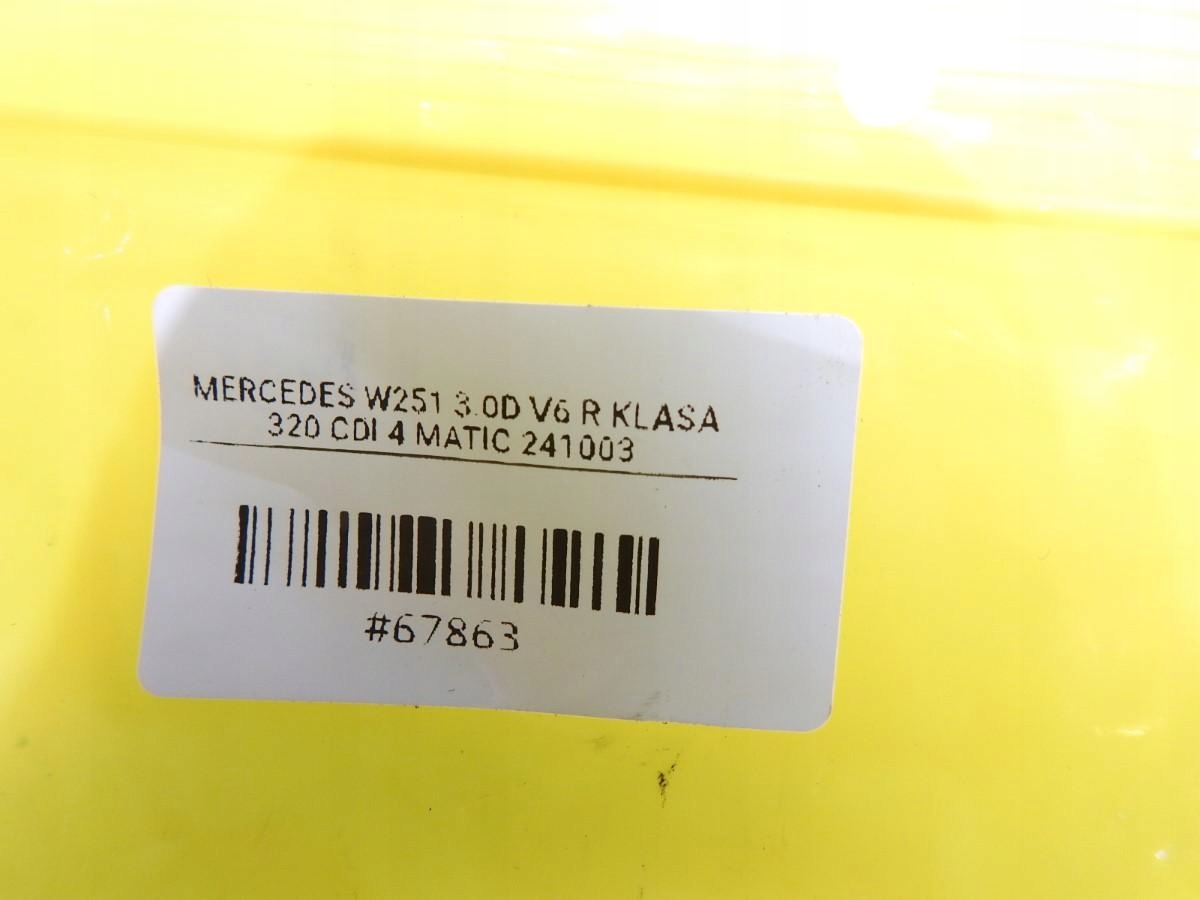 MERCEDES W251 3.0D V6 R KLASA
320 CDI 4 MATIC 241003
#67863